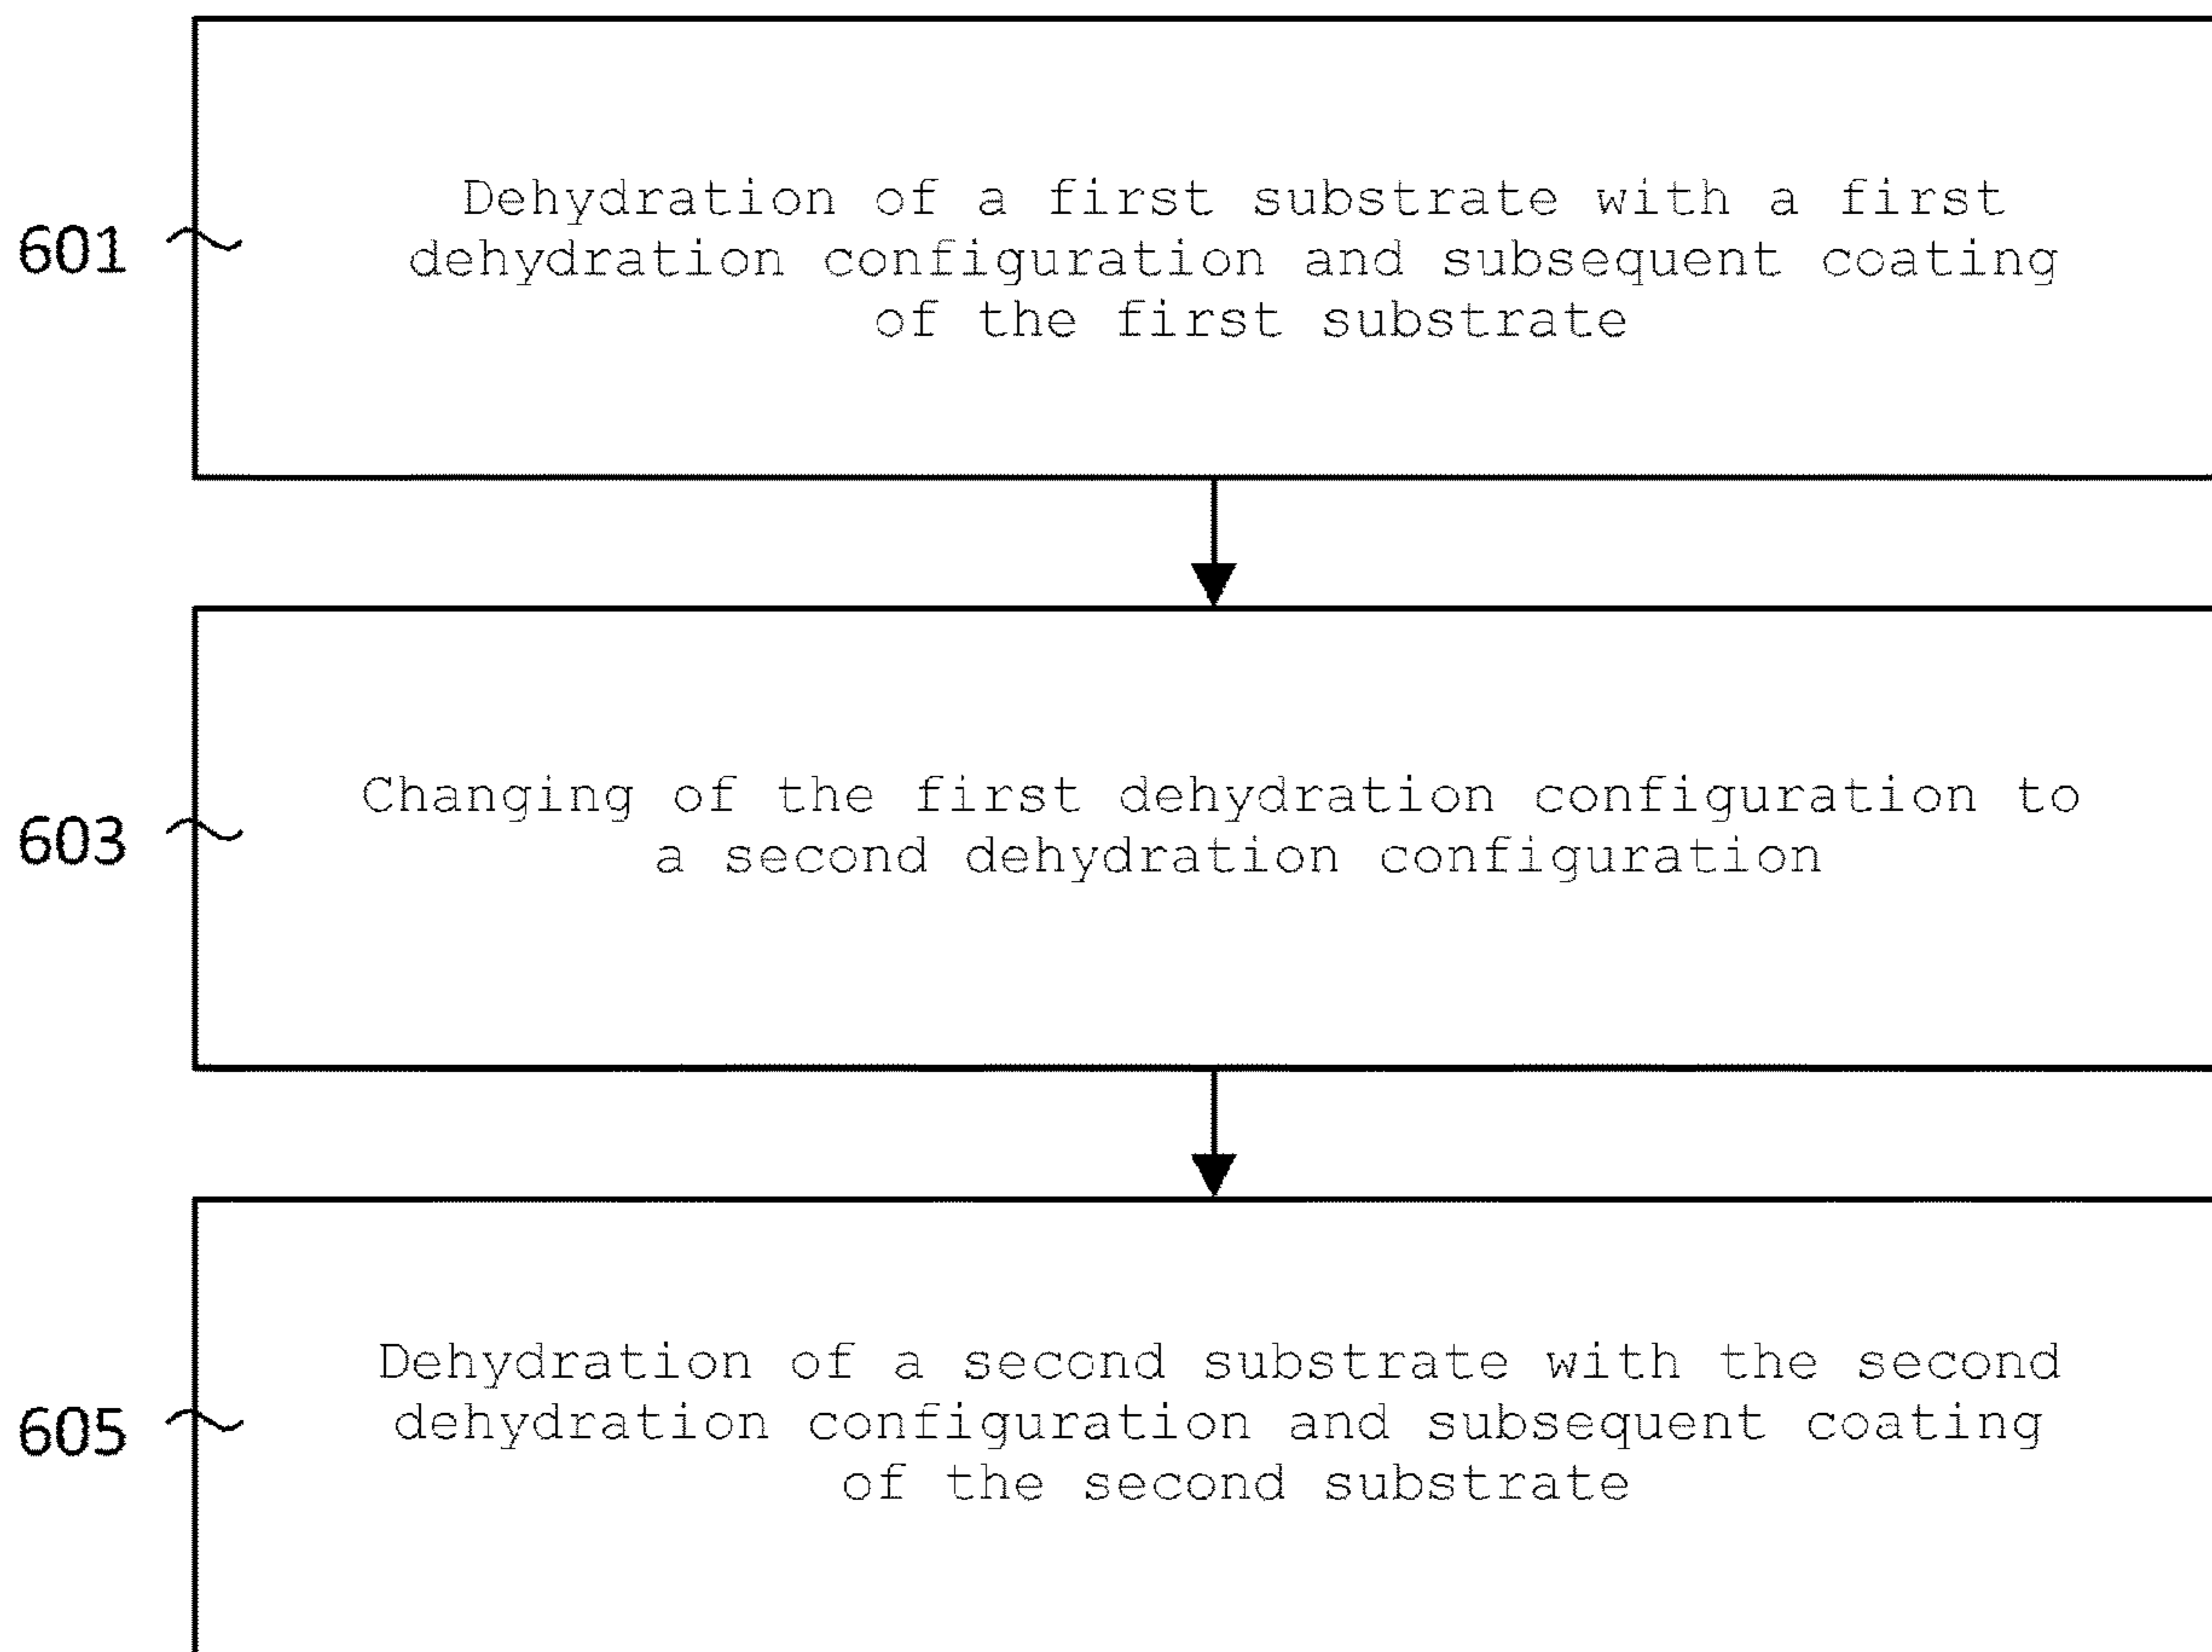 Dehydration of a first substrate with a first
601
dehydration configuration and subsequent coating
of the first substrate
Changing of the first dehydration configuration to
603
a second dehydration configuration
Dehydration of a second substrate with the second
605
dehydration configuration and subsequent coating
of the second substrate